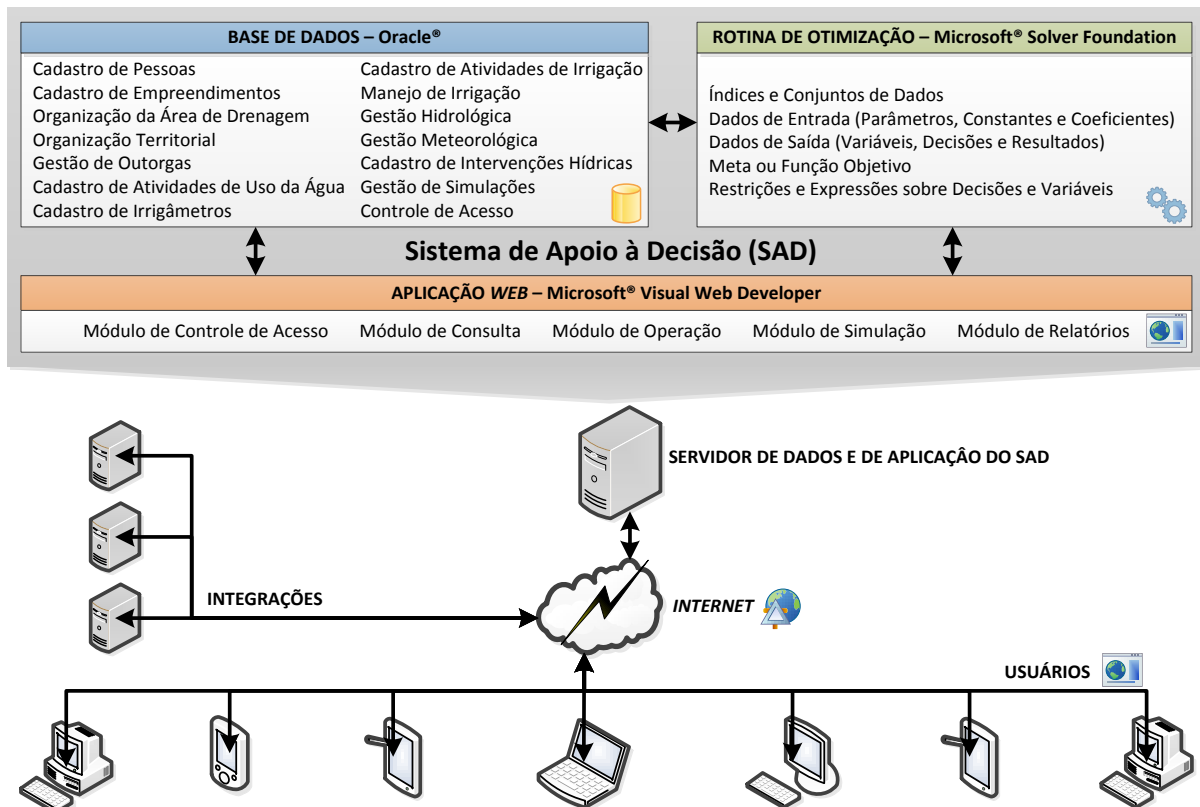 BASE DE DADOS – Oracle®
Cadastro de Pessoas
Cadastro de Empreendimentos
Organização da Área de Drenagem
Organização Territorial
Gestão de Outorgas
Cadastro de Atividades de Uso da Água
Cadastro de Irrigâmetros
Cadastro de Atividades de Irrigação
Manejo de Irrigação
Gestão Hidrológica
Gestão Meteorológica
Cadastro de Intervenções Hídricas
Gestão de Simulações
Controle de Acesso
ROTINA DE OTIMIZAÇÃO – Microsoft® Solver Foundation
Índices e Conjuntos de Dados
Dados de Entrada (Parâmetros, Constantes e Coeficientes)
Dados de Saída (Variáveis, Decisões e Resultados)
Meta ou Função Objetivo
Restrições e Expressões sobre Decisões e Variáveis
Sistema de Apoio à Decisão (SAD)
APLICAÇÃO WEB – Microsoft® Visual Web Developer
Módulo de Controle de Acesso Módulo de Consulta Módulo de Operação Módulo de Simulação Módulo de Relatórios
SERVIDOR DE DADOS E DE APLICAÇÂO DO SAD
INTEGRAÇÕES
INTERNET
USUÁRIOS